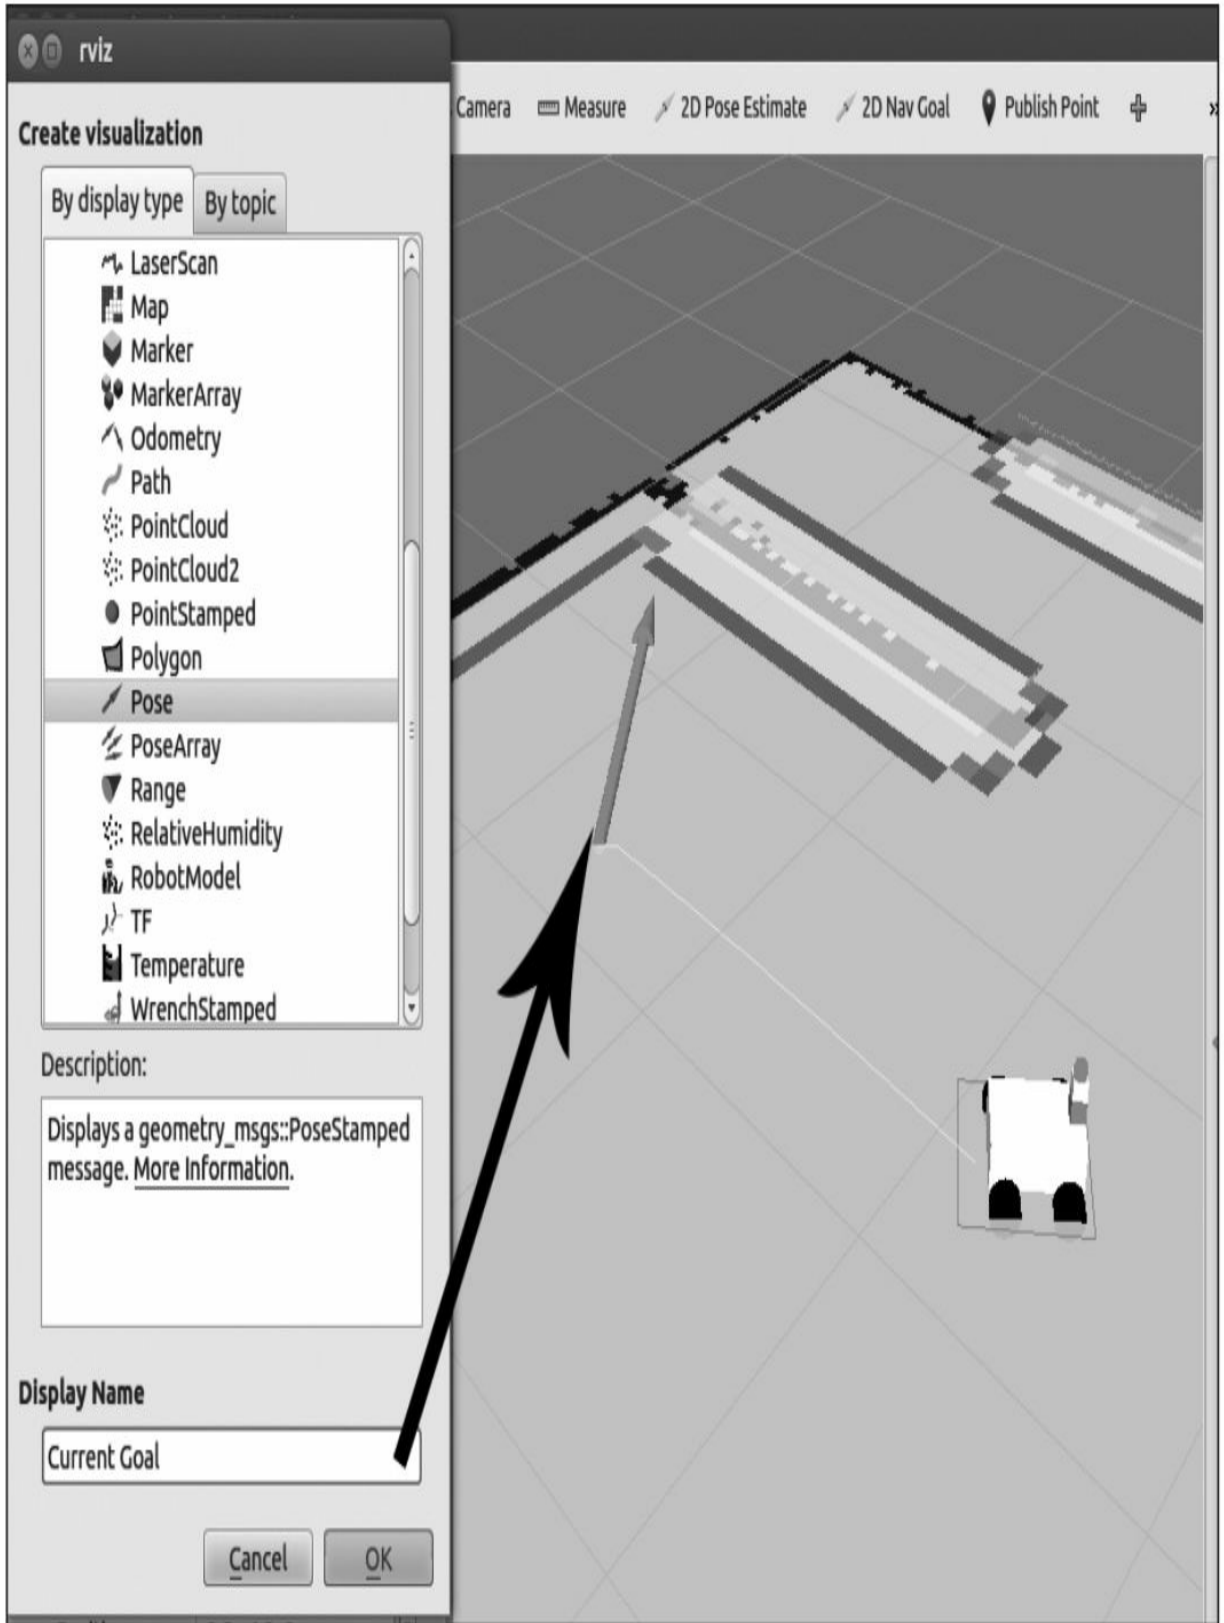 rviz
Create visualization
By display type
By topic
LaserScan
Map
Marker
MarkerArray
Odometry
Path
PointCloud
PointCloud2
PointStamped
Polygon
Pose
PoseArray
Range
RelativeHumidity
RobotModel
TF
Temperature
WrenchStamped
Description:
Displays a geometry_msgs::PoseStamped
message. More Information.
Display Name
Current Goal
Cancel
OK
Camera
Measure
2D Pose Estimate
2D Nav Goal
Publish Point